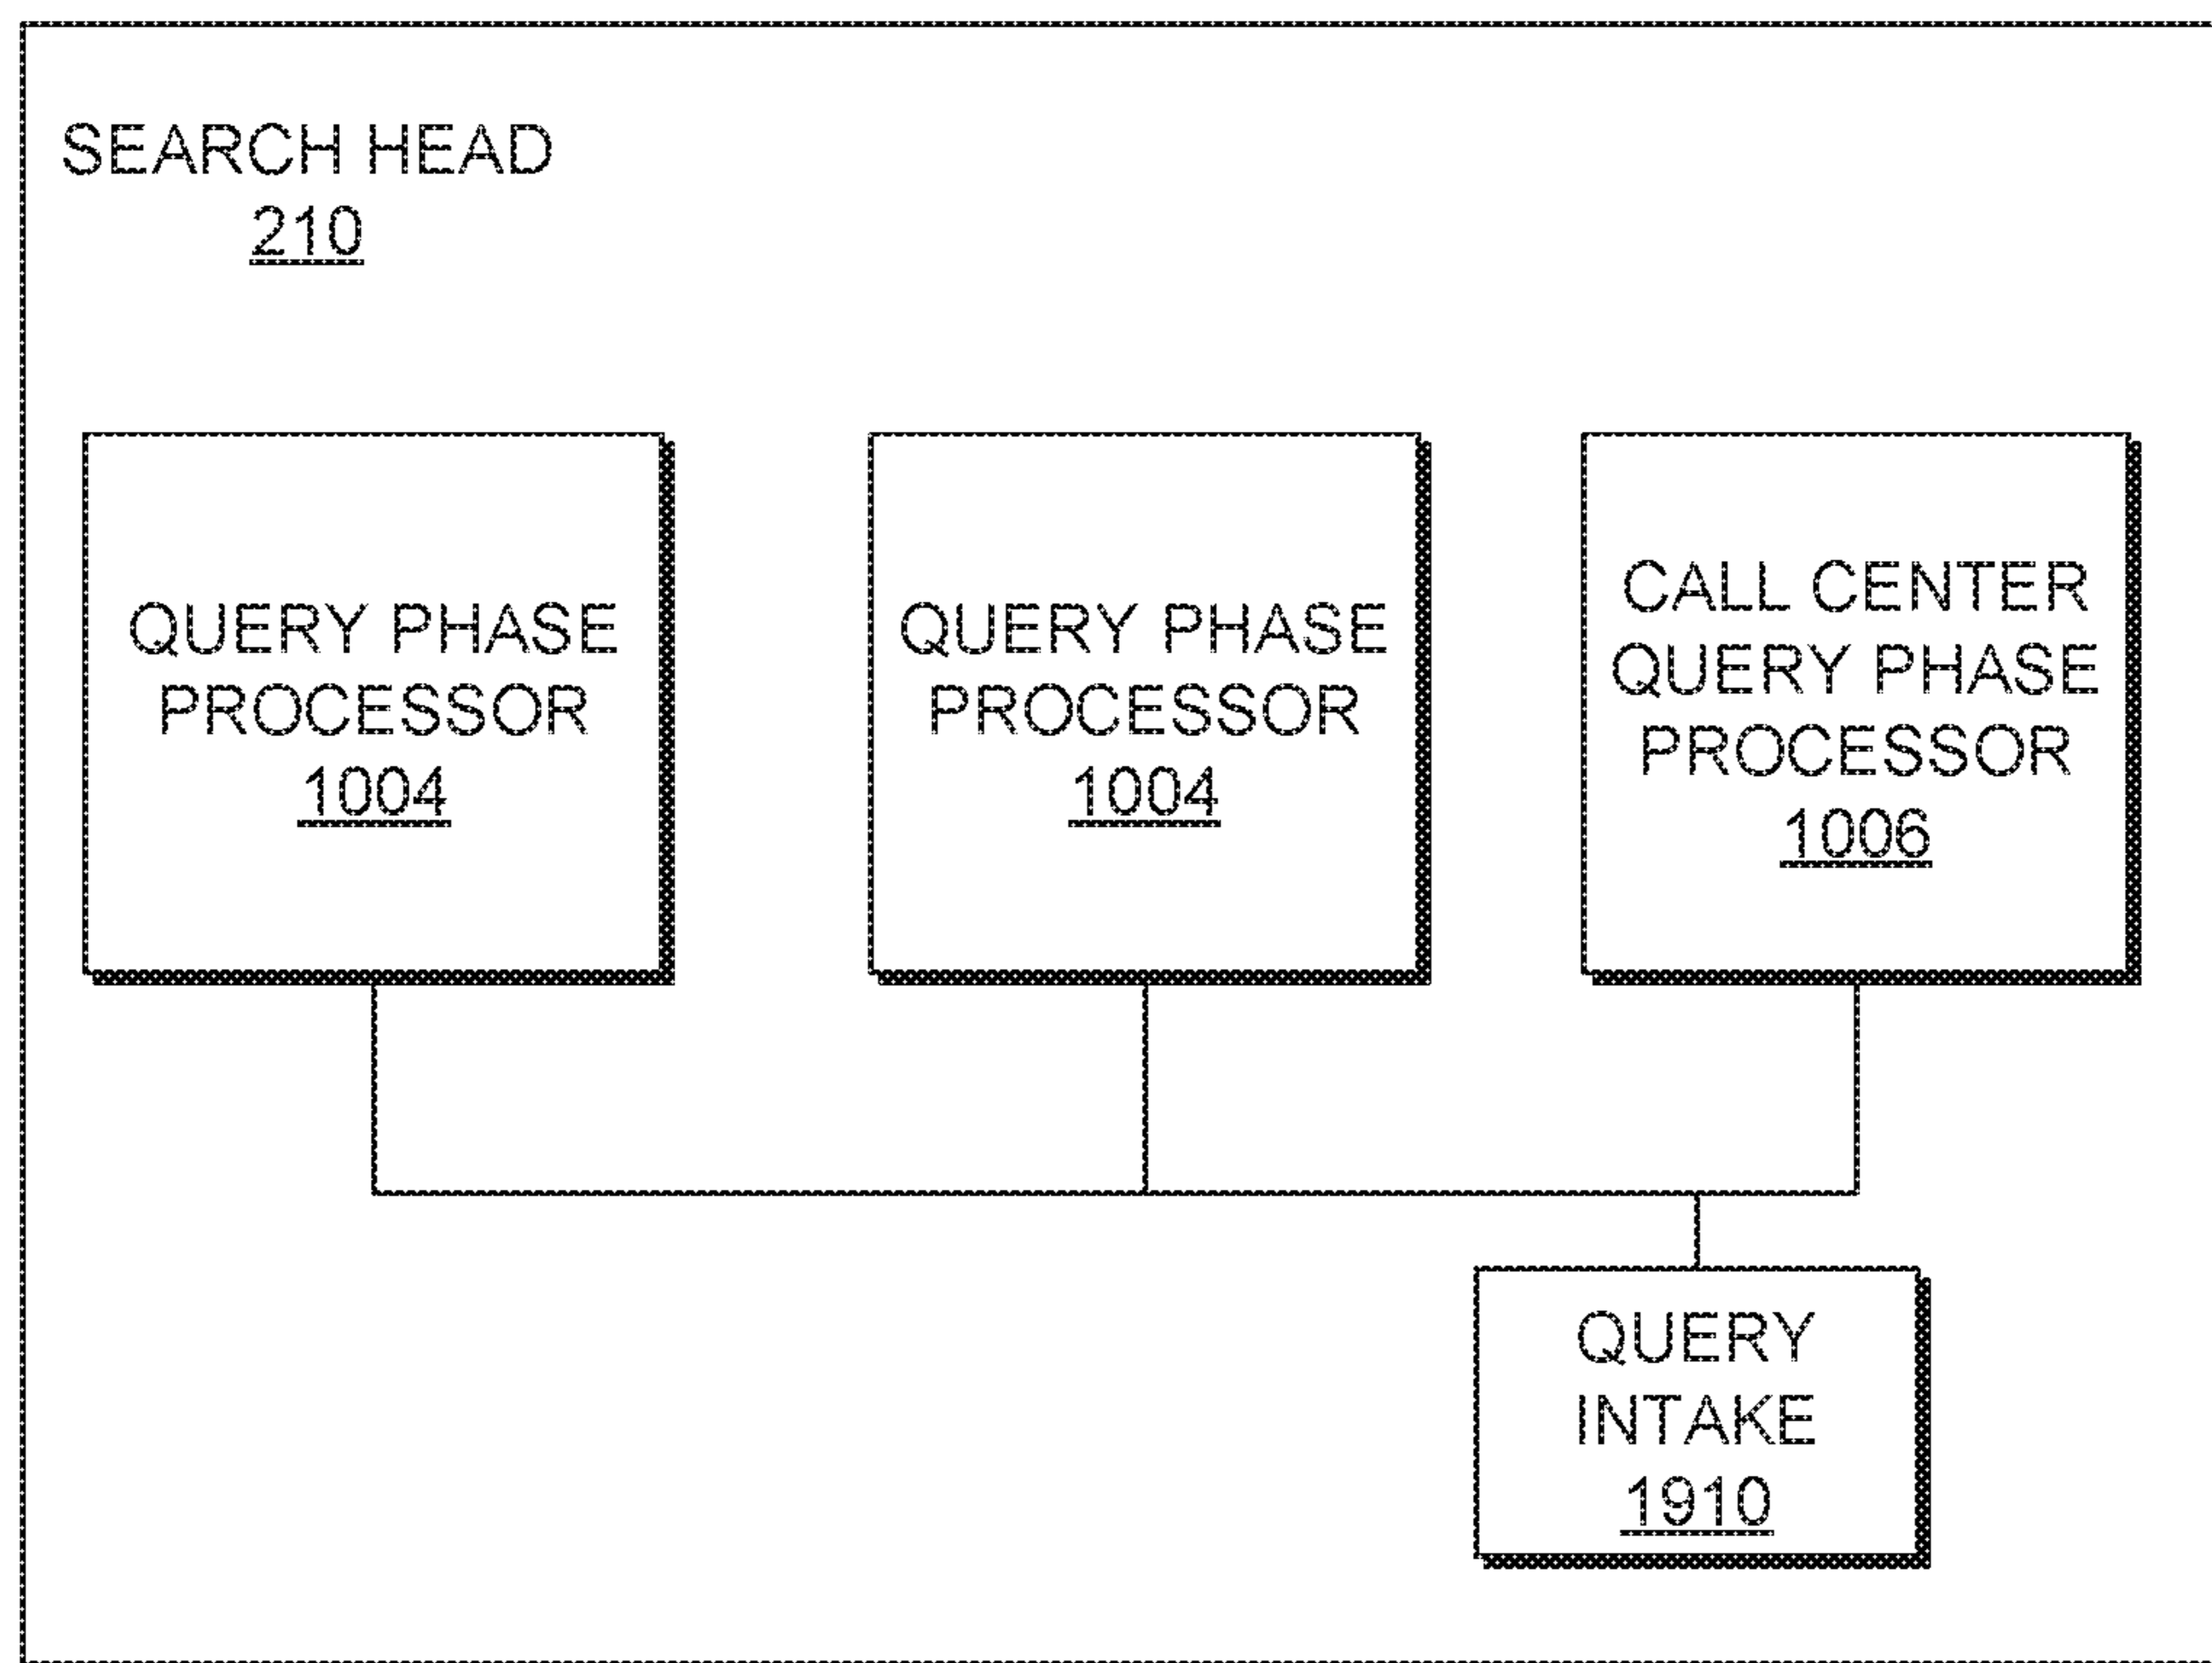 SEARCH HEAD
210
QUERY PHASE
PROCESSOR
1004
QUERY PHASE
PROCESSOR
1004
CALL CENTER
QUERY PHASE
PROCESSOR
1006
QUERY
INTAKE
1910